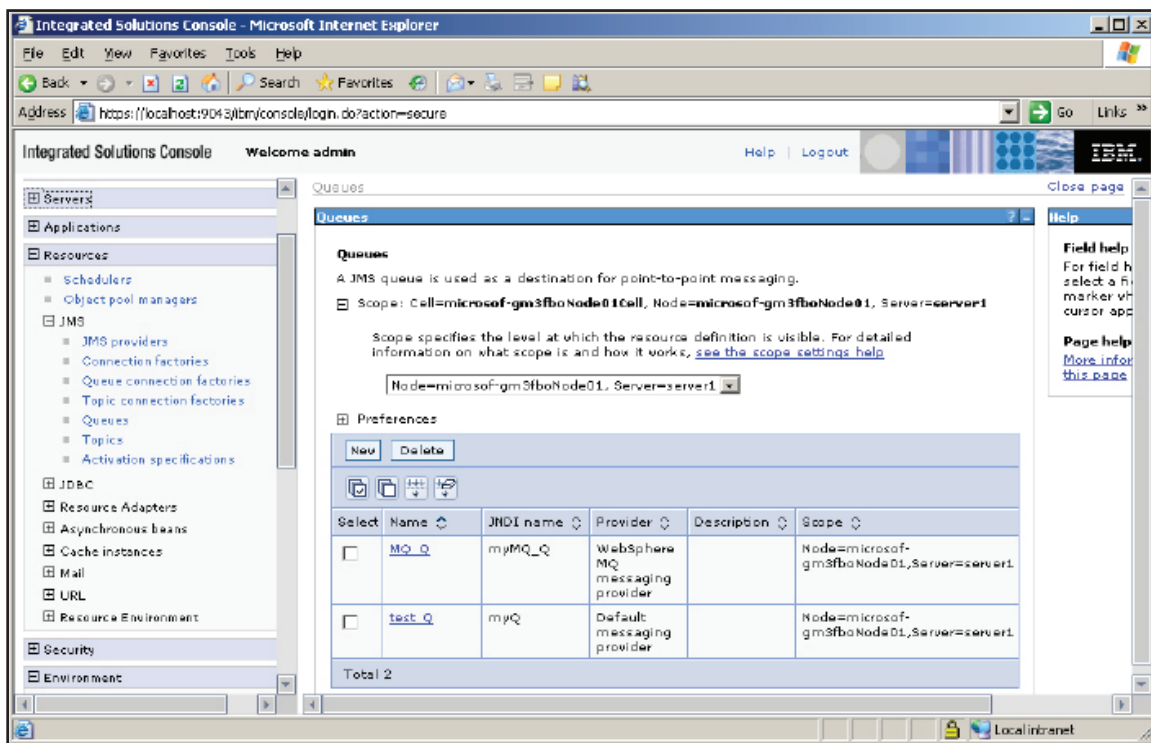 Integrated Solutions Console - Microsoft Internet Explorer
File Edit View Favorites Tools Help
Back Search Favorites
Address https://localhost:9043/ibm/console/login.do?action=secure Go Links »
Integrated Solutions Console Welcome admin Help | Logout IBM.
Servers
Applications
Resources
Schedulers
Object pool managers
JMS
JMS providers
Connection factories
Queue connection factories
Topic connection factories
Queues
Topics
Activation specifications
JDBC
Resource Adapters
Asynchronous beans
Cache instances
Mail
URL
Resource Environment
Security
Environment
Queues Close page
Queues ? -
Queues
A JMS queue is used as a destination for point-to-point messaging.
Scope: Cell=microsof-gm3fboNode01Cell, Node=microsof-gm3fboNode01, Server=server1
Scope specifies the level at which the resource definition is visible. For detailed
information on what scope is and how it works, see the scope settings help
Node=microsof-gm3fboNode01, Server=server1
Preferences
New Delete
Select Name JNDI name Provider Description Scope
MQ_Q myMQ_Q WebSphere MQ messaging provider Node=microsof-gm3fboNode01,Server=server1
test_Q myQ Default messaging provider Node=microsof-gm3fboNode01,Server=server1
Total 2
Help
Field help
For field h
select a fi
marker wh
cursor app
Page help
More infor
this page
Local intranet